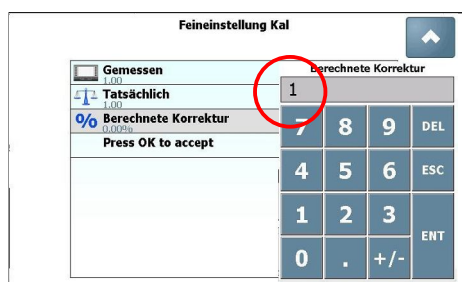 Feineinstellung Kal
Gemessen
1.00
Tatsächlich
1.00
% Berechnete Korrektur
0.00%
Press OK to accept
Berechnete Korrektur
1
7 8 9 DEL
4 5 6 ESC
1 2 3
0 . +/- ENT